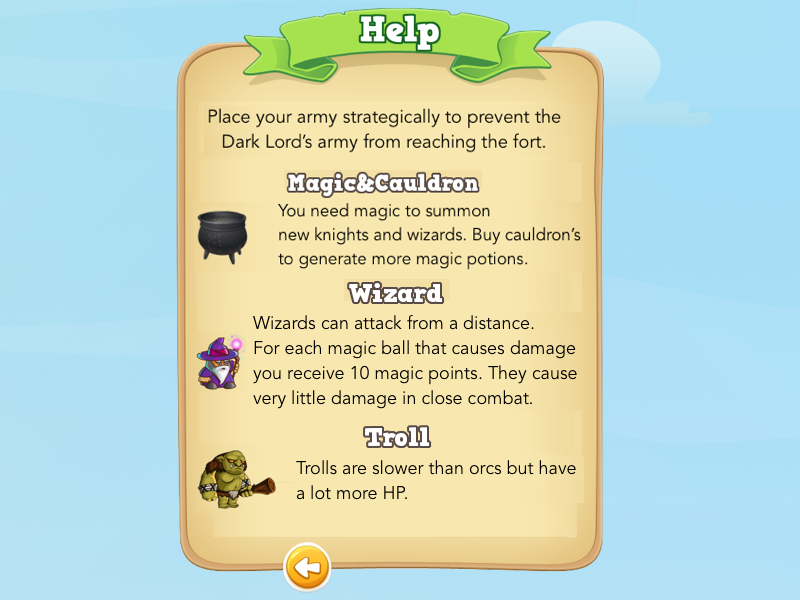 Help
Place your army strategically to prevent the
Dark Lord's army from reaching the fort.
Magic&Cauldron
You need magic to summon
new knights and wizards. Buy cauldron's
to generate more magic potions.
Wizard
Wizards can attack from a distance.
For each magic ball that causes damage
you receive 10 magic points. They cause
very little damage in close combat.
Troll
Trolls are slower than orcs but have
a lot more HP.